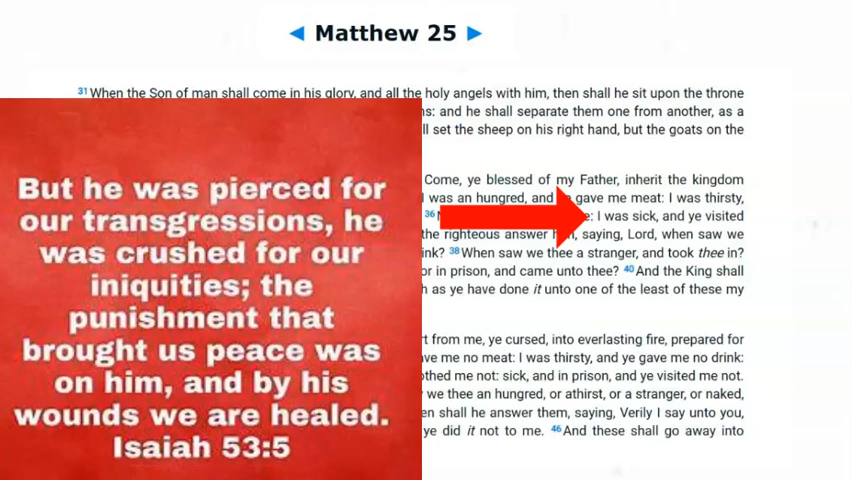 Matthew 25
31 When the Son of man shall come in his glory, and all the holy angels with him, then shall he sit upon the throne
ns: and he shall separate them one from another, as a
ll set the sheep on his right hand, but the goats on the
Come, ye blessed of my Father, inherit the kingdom
I was an hungred, and gave me meat: I was thirsty,
36 : I was sick, and ye visited
the righteous answer saying, Lord, when saw we
ink? 38 When saw we thee a stranger, and took thee in?
or in prison, and came unto thee? 40 And the King shall
h as ye have done it unto one of the least of these my
rt from me, ye cursed, into everlasting fire, prepared for
ve me no meat: I was thirsty, and ye gave me no drink:
othed me not: sick, and in prison, and ye visited me not.
we thee an hungred, or athirst, or a stranger, or naked,
en shall he answer them, saying, Verily I say unto you,
ye did it not to me. 46 And these shall go away into
But he was pierced for
our transgressions, he
was crushed for our
iniquities; the
punishment that
brought us peace was
on him, and by his
wounds we are healed.
Isaiah 53:5